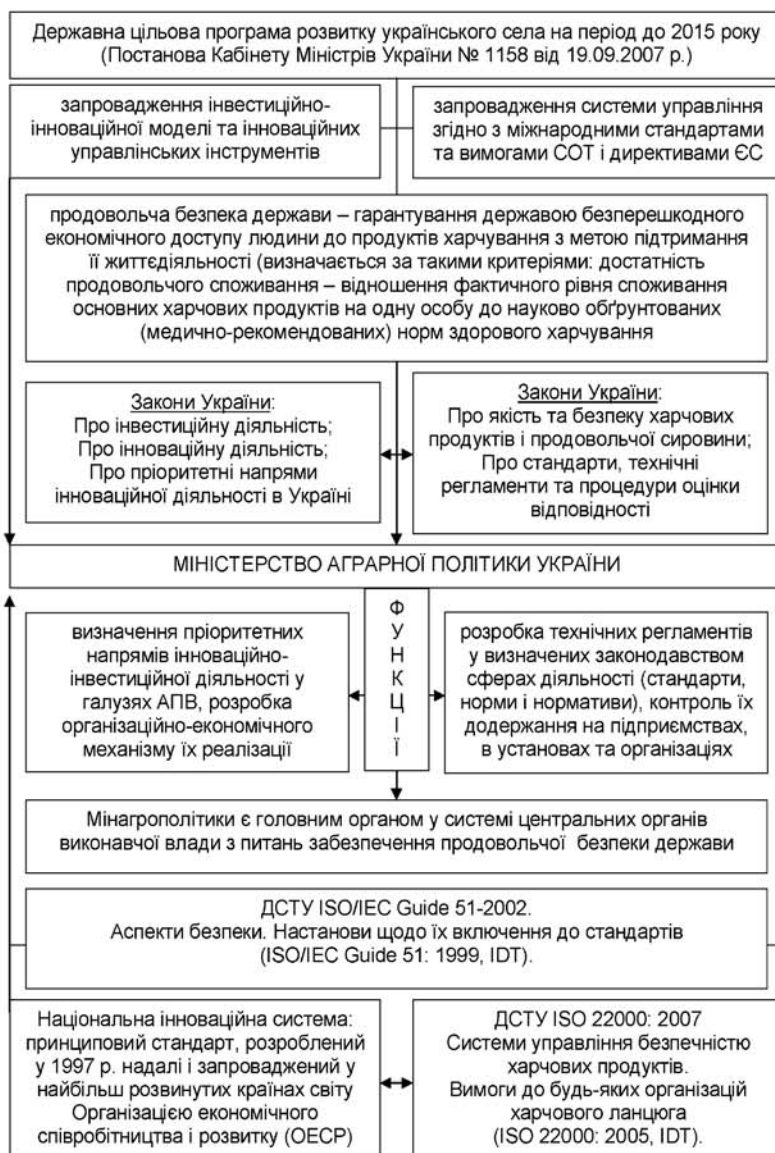 Державна цільова програма розвитку українського села на період до 2015 року
(Постанова Кабінету Міністрів України № 1158 від 19.09.2007 р.)
запровадження інвестиційно-
інноваційної моделі та інноваційних
управлінських інструментів
запровадження системи управління
згідно з міжнародними стандартами
та вимогами СОТ і директивами ЄС
продовольча безпека держави – гарантування державою безперешкодного
економічного доступу людини до продуктів харчування з метою підтримання
її життєдіяльності (визначається за такими критеріями: достатність
продовольчого споживання – відношення фактичного рівня споживання
основних харчових продуктів на одну особу до науково обґрунтованих
(медично-рекомендованих) норм здорового харчування
Закони України:
Про інвестиційну діяльність;
Про інноваційну діяльність;
Про пріоритетні напрями
інноваційної діяльності в Україні
Закони України:
Про якість та безпеку харчових
продуктів і продовольчої сировини;
Про стандарти, технічні
регламенти та процедури оцінки
відповідності
МІНІСТЕРСТВО АГРАРНОЇ ПОЛІТИКИ УКРАЇНИ
визначення пріоритетних
напрямів інноваційно-
інвестиційної діяльності у
галузях АПВ, розробка
організаційно-економічного
механізму їх реалізації
Ф
У
Н
К
Ц
І
Ї
розробка технічних регламентів
у визначених законодавством
сферах діяльності (стандарти,
норми і нормативи), контроль їх
додержання на підприємствах,
в установах та організаціях
Мінагрополітики є головним органом у системі центральних органів
виконавчої влади з питань забезпечення продовольчої безпеки держави
ДСТУ ISO/IEC Guide 51-2002.
Аспекти безпеки. Настанови щодо їх включення до стандартів
(ISO/IEC Guide 51: 1999, IDT).
Національна інноваційна система:
принциповий стандарт, розроблений
у 1997 р. надалі і запроваджений у
найбільш розвинутих країнах світу
Організацією економічного
співробітництва і розвитку (ОЕСР)
ДСТУ ISO 22000: 2007
Системи управління безпечністю
харчових продуктів.
Вимоги до будь-яких організацій
харчового ланцюга
(ISO 22000: 2005, IDT).